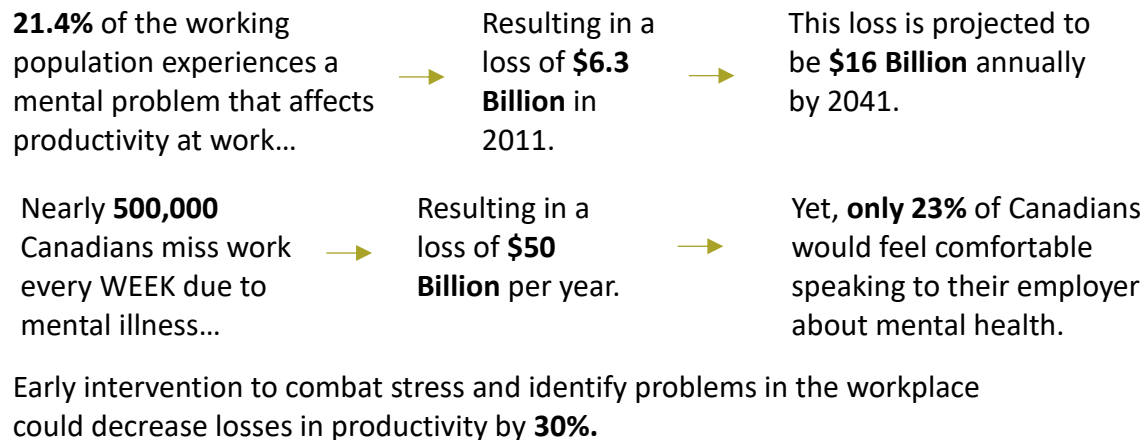 21.4% of the working
population experiences a
mental problem that affects
productivity at work…
Resulting in a
loss of $6.3
Billion in
2011.
This loss is projected to
be $16 Billion annually
by 2041.
Nearly 500,000
Canadians miss work
every WEEK due to
mental illness…
Resulting in a
loss of $50
Billion per year.
Yet, only 23% of Canadians
would feel comfortable
speaking to their employer
about mental health.
Early intervention to combat stress and identify problems in the workplace
could decrease losses in productivity by 30%.